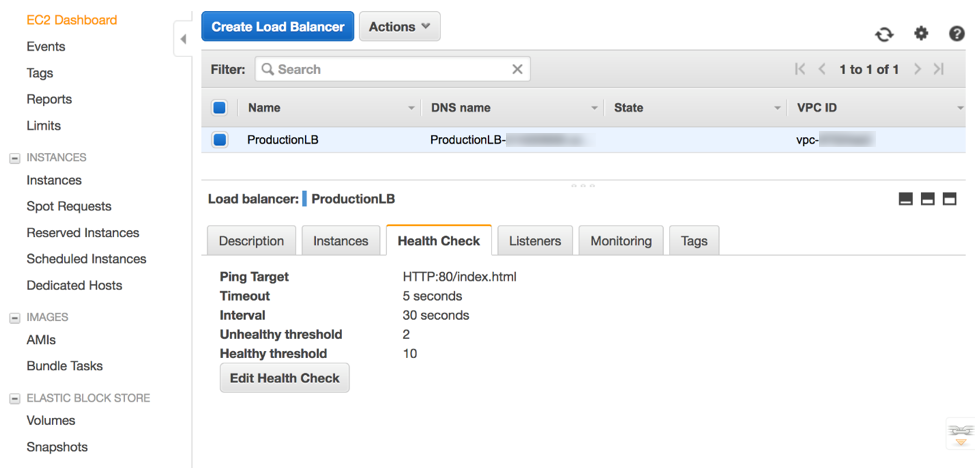 EC2 Dashboard
Events
Tags
Reports
Limits
INSTANCES
Instances
Spot Requests
Reserved Instances
Scheduled Instances
Dedicated Hosts
IMAGES
AMIs
Bundle Tasks
ELASTIC BLOCK STORE
Volumes
Snapshots
Create Load Balancer Actions
Filter: Search 1 to 1 of 1
Name DNS name State VPC ID
ProductionLB ProductionLB- vpc-
Load balancer: ProductionLB
Description Instances Health Check Listeners Monitoring Tags
Ping Target HTTP:80/index.html
Timeout 5 seconds
Interval 30 seconds
Unhealthy threshold 2
Healthy threshold 10
Edit Health Check